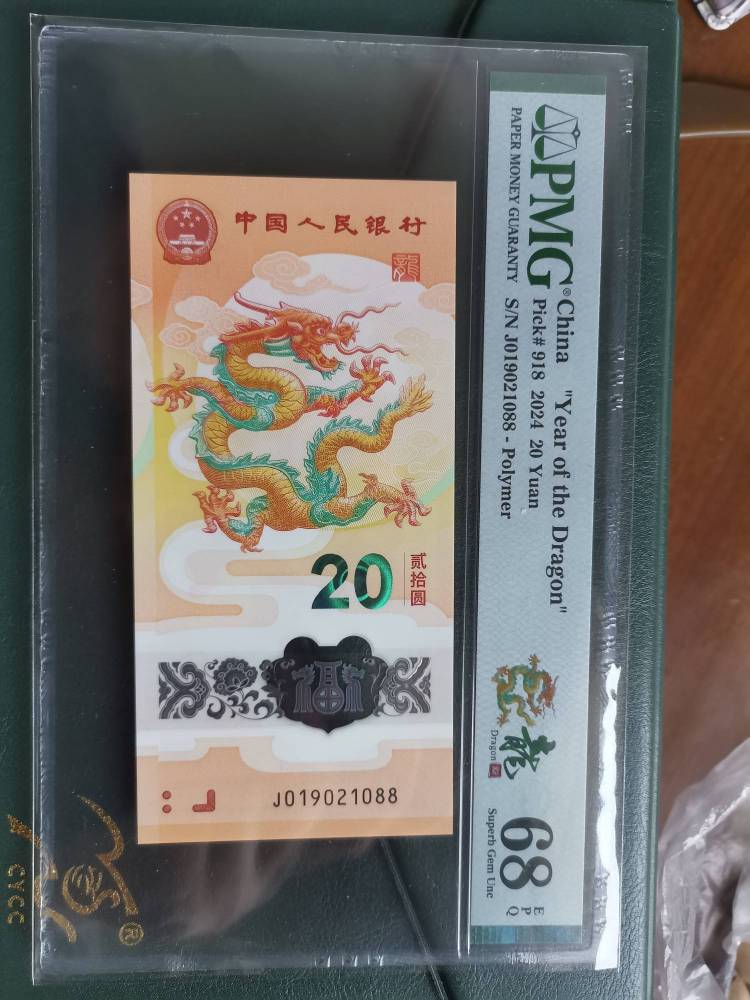 中国人民银行
龍
20
贰拾圆
J019021088
PMG®
PAPER MONEY GUARANTY
China "Year of the Dragon"
Pick# 918 2024 20 Yuan
S/N J019021088 - Polymer
龍
Dragon
68
EPQ
Superb Gem Unc
®
CYCC